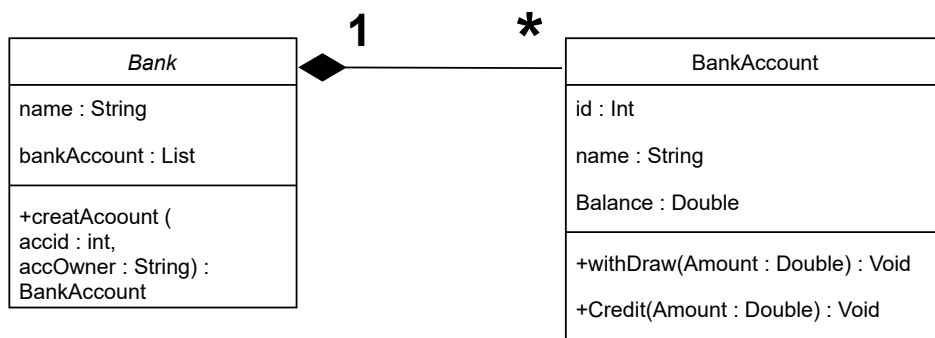 1
*
Bank
name : String
bankAccount : List
+creatAcoount (
accid : int,
accOwner : String) :
BankAccount
BankAccount
id : Int
name : String
Balance : Double
+withDraw(Amount : Double) : Void
+Credit(Amount : Double) : Void